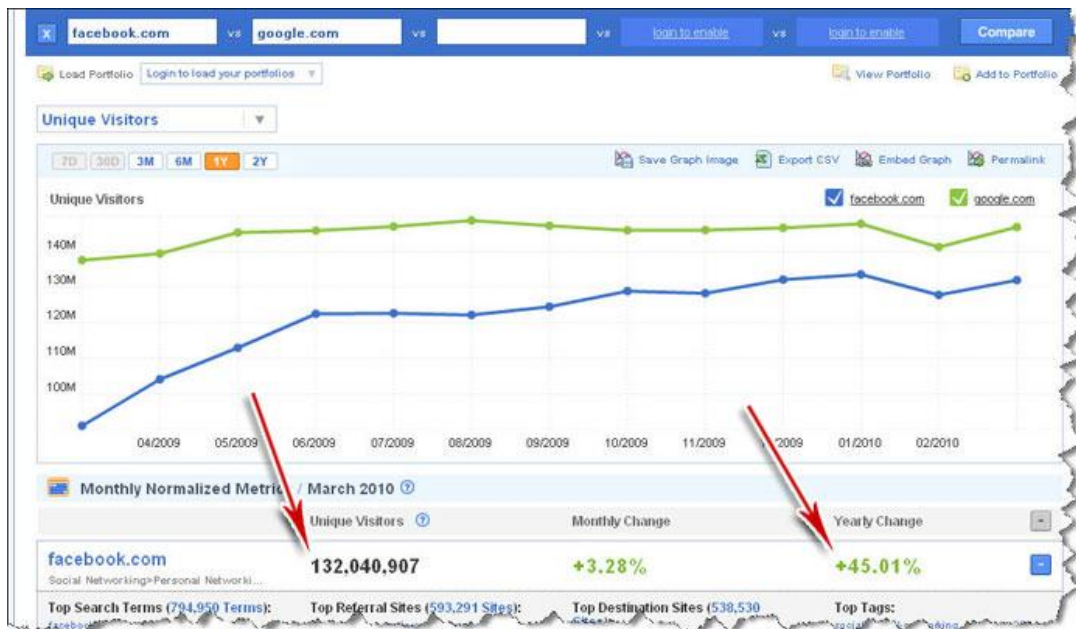 x facebook.com vs google.com vs vs login to enable vs login to enable Compare
Load Portfolio Login to load your portfolios View Portfolio Add to Portfolio
Unique Visitors
7D 30D 3M 6M 1Y 2Y Save Graph Image Export CSV Embed Graph Permalink
Unique Visitors facebook.com google.com
140M
130M
120M
110M
100M
04/2009 05/2009 06/2009 07/2009 08/2009 09/2009 10/2009 11/2009 /2009 01/2010 02/2010
Monthly Normalized Metric / March 2010 ?
Unique Visitors ? Monthly Change Yearly Change -
facebook.com 132,040,907 +3.28% +45.01% -
Social Networking>Personal Networki...
Top Search Terms (794,950 Terms): Top Referral Sites (593,291 Sites): Top Destination Sites (538,530 Top Tags: